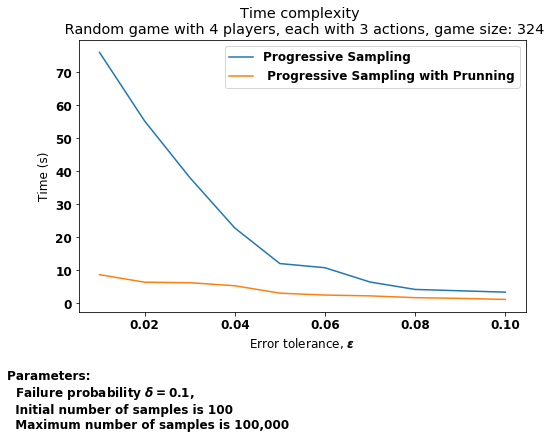 Time complexity
Random game with 4 players, each with 3 actions, game size: 324
Progressive Sampling
Progressive Sampling with Prunning
70
60
50
40
30
20
10
0
Time (s)
0.02 0.04 0.06 0.08 0.10
Error tolerance, ε
Parameters:
Failure probability δ = 0.1,
Initial number of samples is 100
Maximum number of samples is 100,000